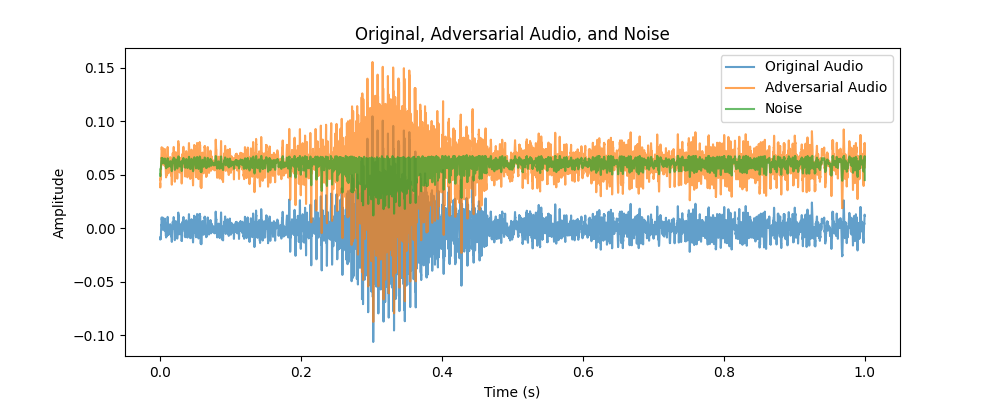 Original, Adversarial Audio, and Noise
Original Audio
Adversarial Audio
Noise
Amplitude
0.15
0.10
0.05
0.00
−0.05
−0.10
0.0 0.2 0.4 0.6 0.8 1.0
Time (s)